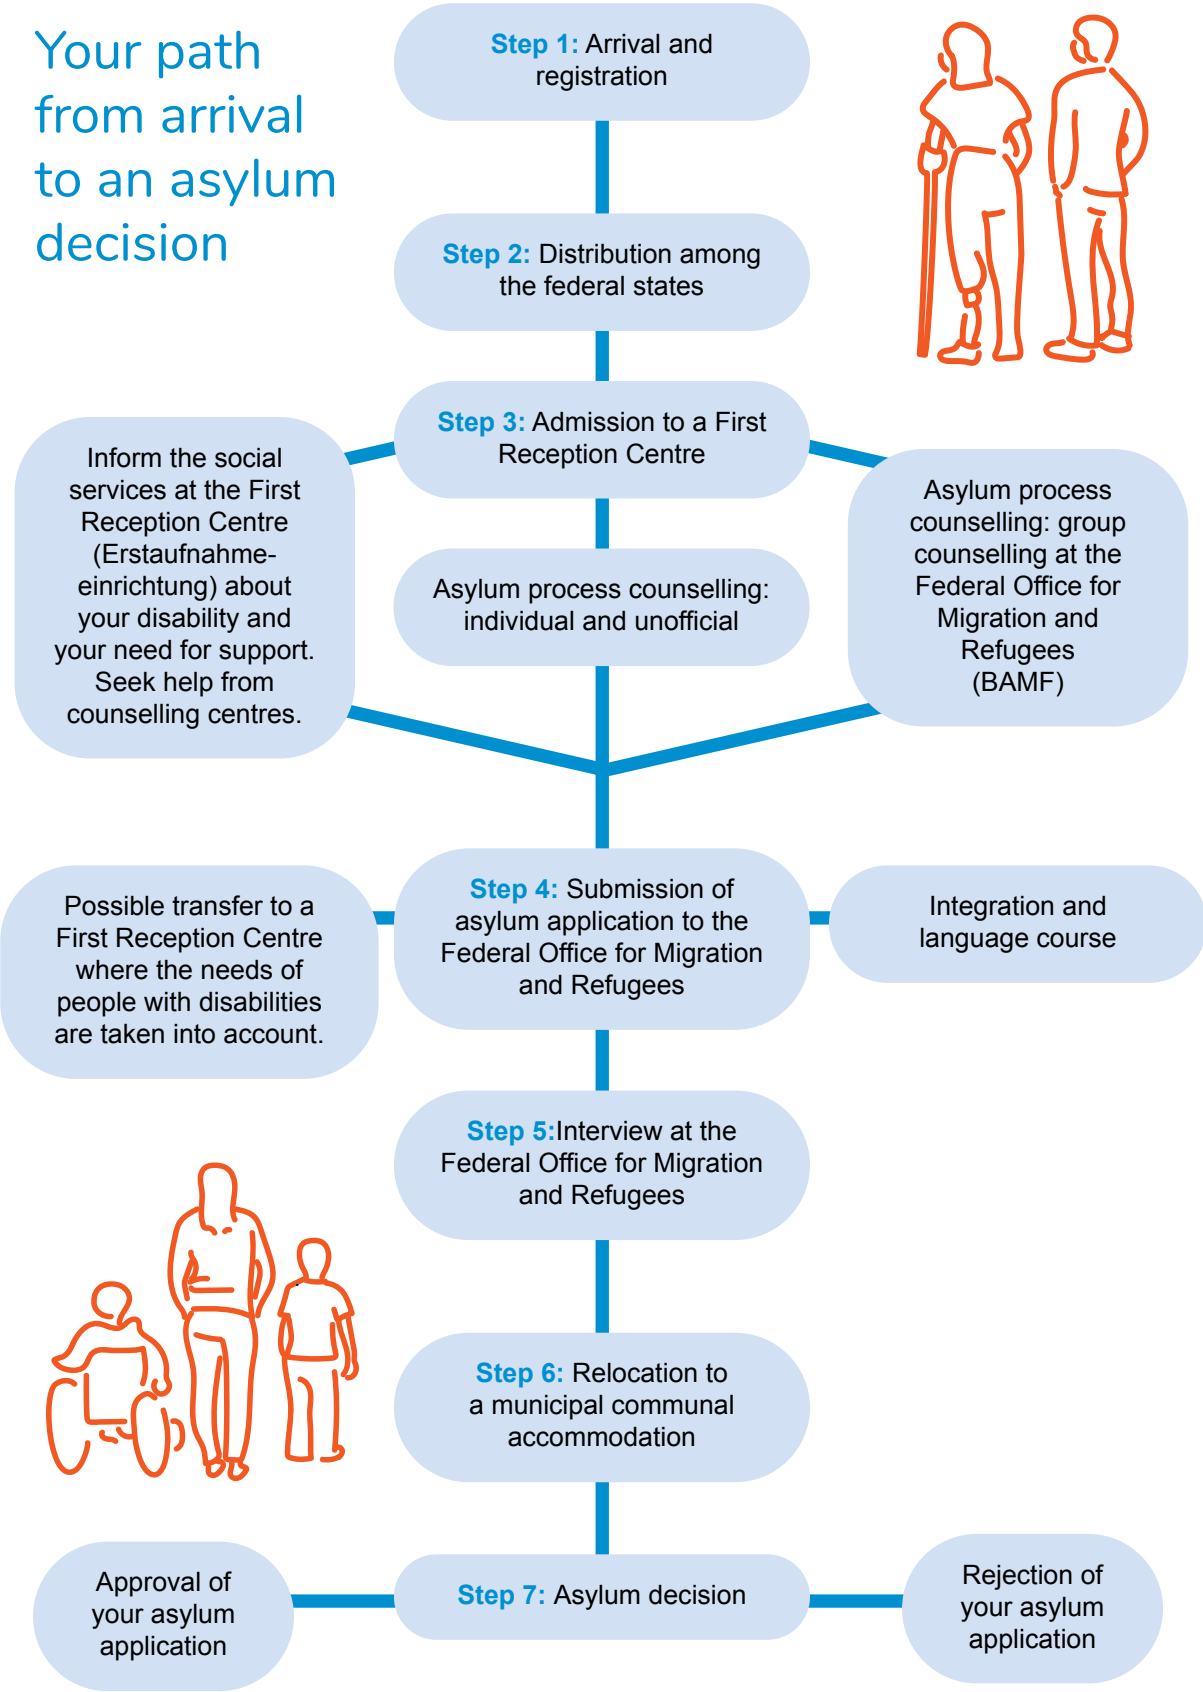 Your path
from arrival
to an asylum
decision
Step 1: Arrival and
registration
Step 2: Distribution among
the federal states
Step 3: Admission to a First
Reception Centre
Inform the social
services at the First
Reception Centre
(Erstaufnahme-
einrichtung) about
your disability and
your need for support.
Seek help from
counselling centres.
Asylum process counselling:
individual and unofficial
Asylum process
counselling: group
counselling at the
Federal Office for
Migration and
Refugees
(BAMF)
Step 4: Submission of
asylum application to the
Federal Office for Migration
and Refugees
Possible transfer to a
First Reception Centre
where the needs of
people with disabilities
are taken into account.
Integration and
language course
Step 5:Interview at the
Federal Office for Migration
and Refugees
Step 6: Relocation to
a municipal communal
accommodation
Step 7: Asylum decision
Approval of
your asylum
application
Rejection of
your asylum
application